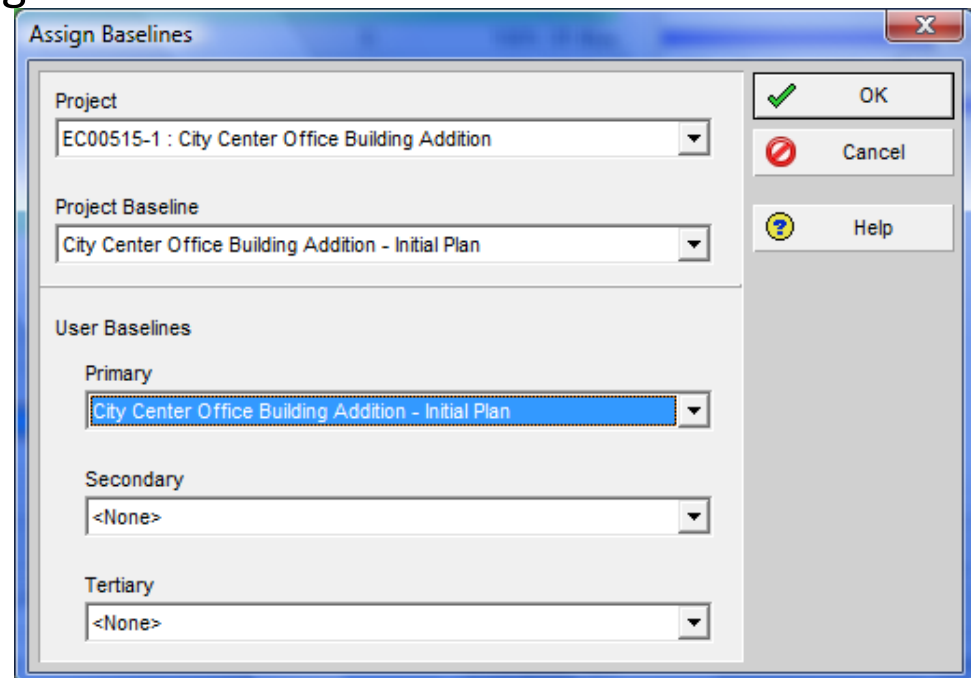 Assign Baselines
Project
EC00515-1 : City Center Office Building Addition
Project Baseline
City Center Office Building Addition - Initial Plan
User Baselines
Primary
City Center Office Building Addition - Initial Plan
Secondary
<None>
Tertiary
<None>
OK
Cancel
Help